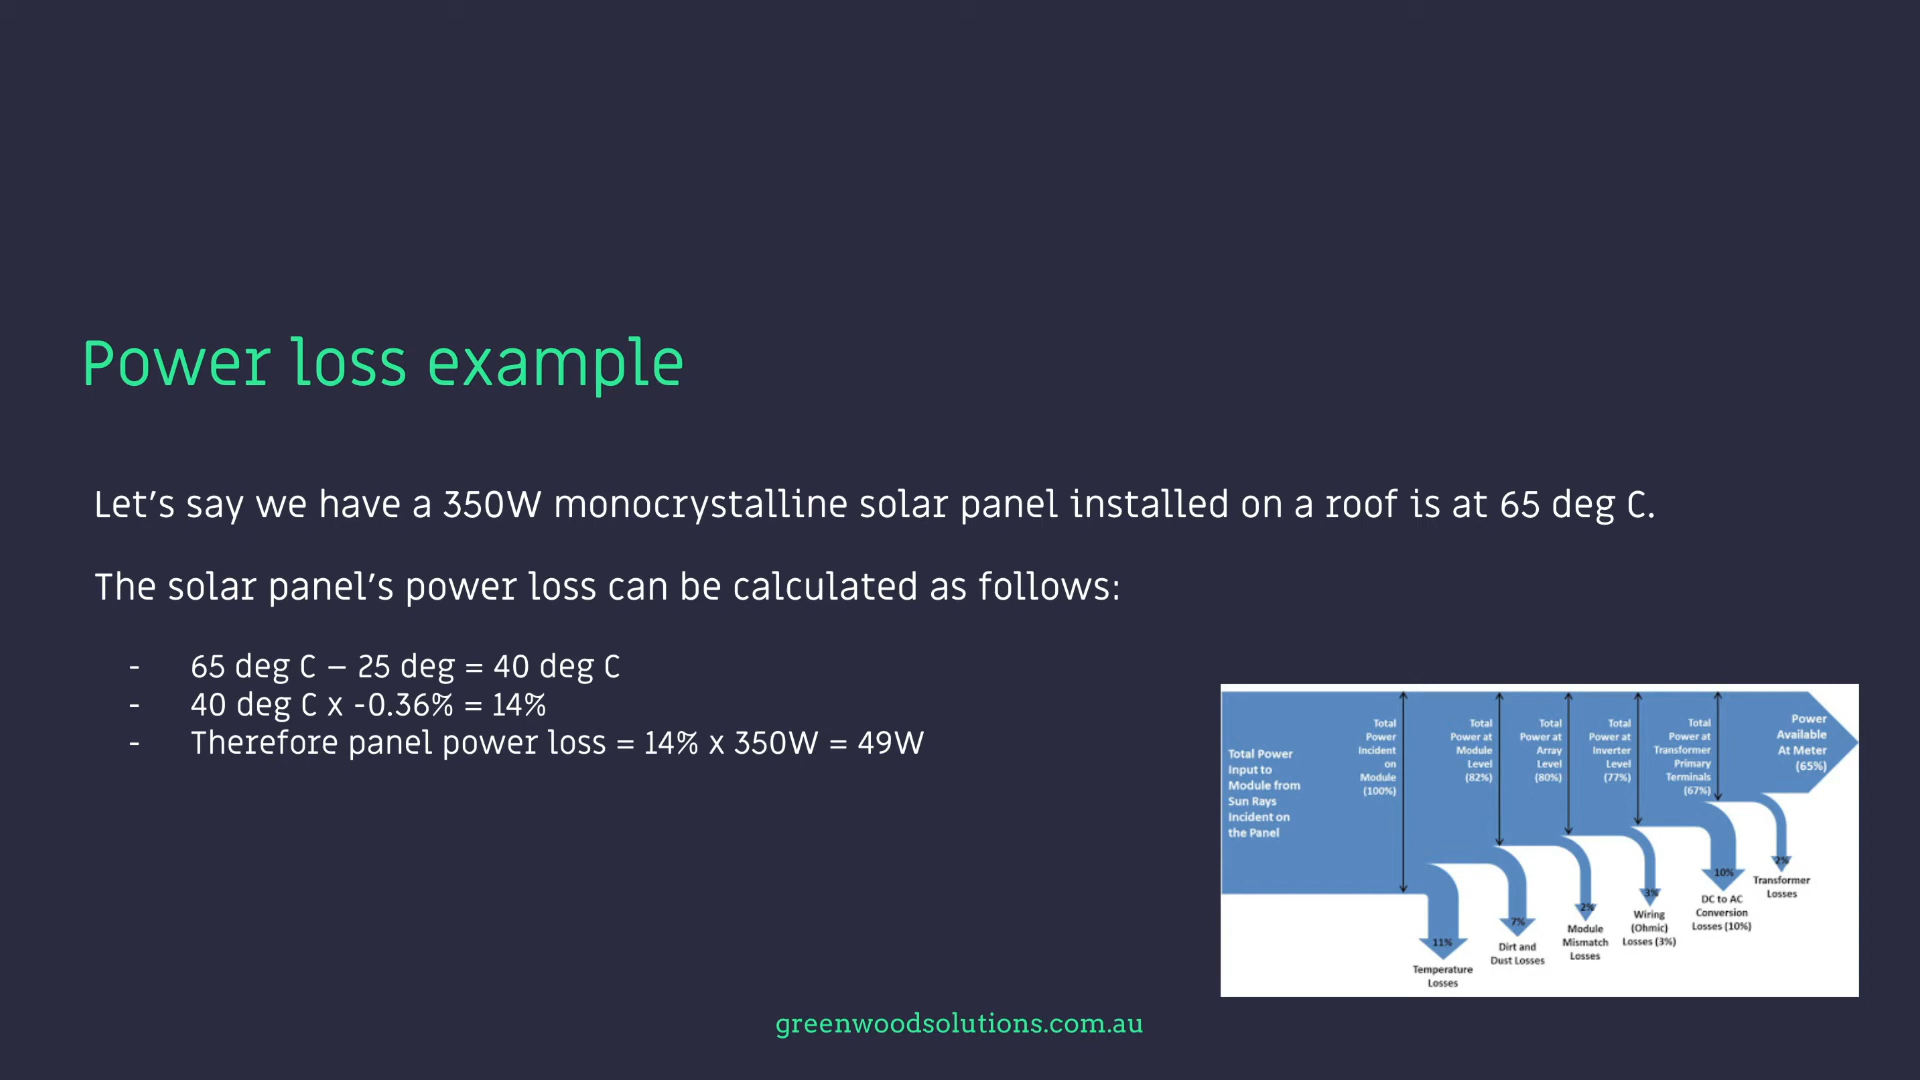 Power loss example
Let's say we have a 350W monocrystalline solar panel installed on a roof is at 65 deg C.
The solar panel's power loss can be calculated as follows:
- 65 deg C – 25 deg = 40 deg C
- 40 deg C x -0.36% = 14%
- Therefore panel power loss = 14% x 350W = 49W
Total Power
Input to
Module from
Sun Rays
Incident on
the Panel
Total
Power
Incident
on
Module
(100%)
Total
Power at
Module
Level
(82%)
Total
Power at
Array
Level
(80%)
Total
Power at
Inverter
Level
(77%)
Total
Power at
Transformer
Primary
Terminals
(67%)
Power
Available
At Meter
(65%)
11%
Temperature
Losses
7%
Dirt and
Dust Losses
2%
Module
Mismatch
Losses
3%
Wiring
(Ohmic)
Losses (3%)
10%
DC to AC
Conversion
Losses (10%)
2%
Transformer
Losses
greenwoodsolutions.com.au